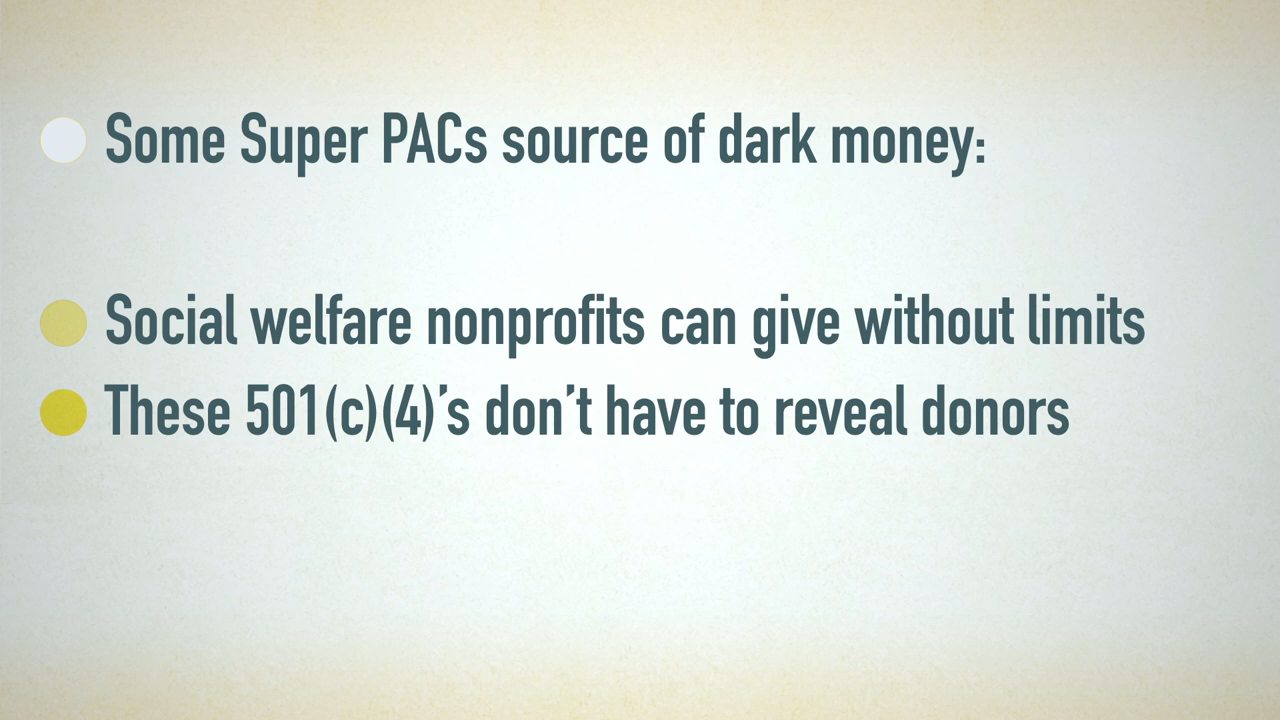 Some Super PACs source of dark money:
Social welfare nonprofits can give without limits
These 501(c)(4)’s don’t have to reveal donors